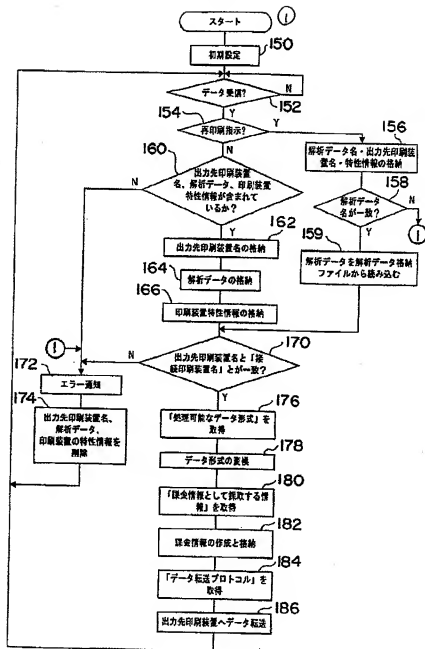 スタート
①
初期設定
150
データ受信?
N
152
Y
154
再印刷指示?
Y
N
156
解析データ名・出力先印刷装
置名・特性情報の格納
160
出力先印刷装置
名、解析データ、印刷装置
特性情報が含まれて
いるか?
N
Y
158
解析データ
名が一致?
N
①
Y
162
出力先印刷装置名の格納
164
解析データの格納
166
印刷装置特性情報の格納
159
解析データを解析データ格納
ファイルから読み込む
170
出力先印刷装置名と「接
続印刷装置名」とが一致?
N
Y
①
172
エラー通知
174
出力先印刷装置名、
解析データ、
印刷装置の特性情報を
削除
176
「処理可能なデータ形式」を
取得
178
データ形式の変換
180
「課金情報として採取する情
報」を取得
182
課金情報の作成と格納
184
「データ転送プロトコル」を
取得
186
出力先印刷装置へデータ転送